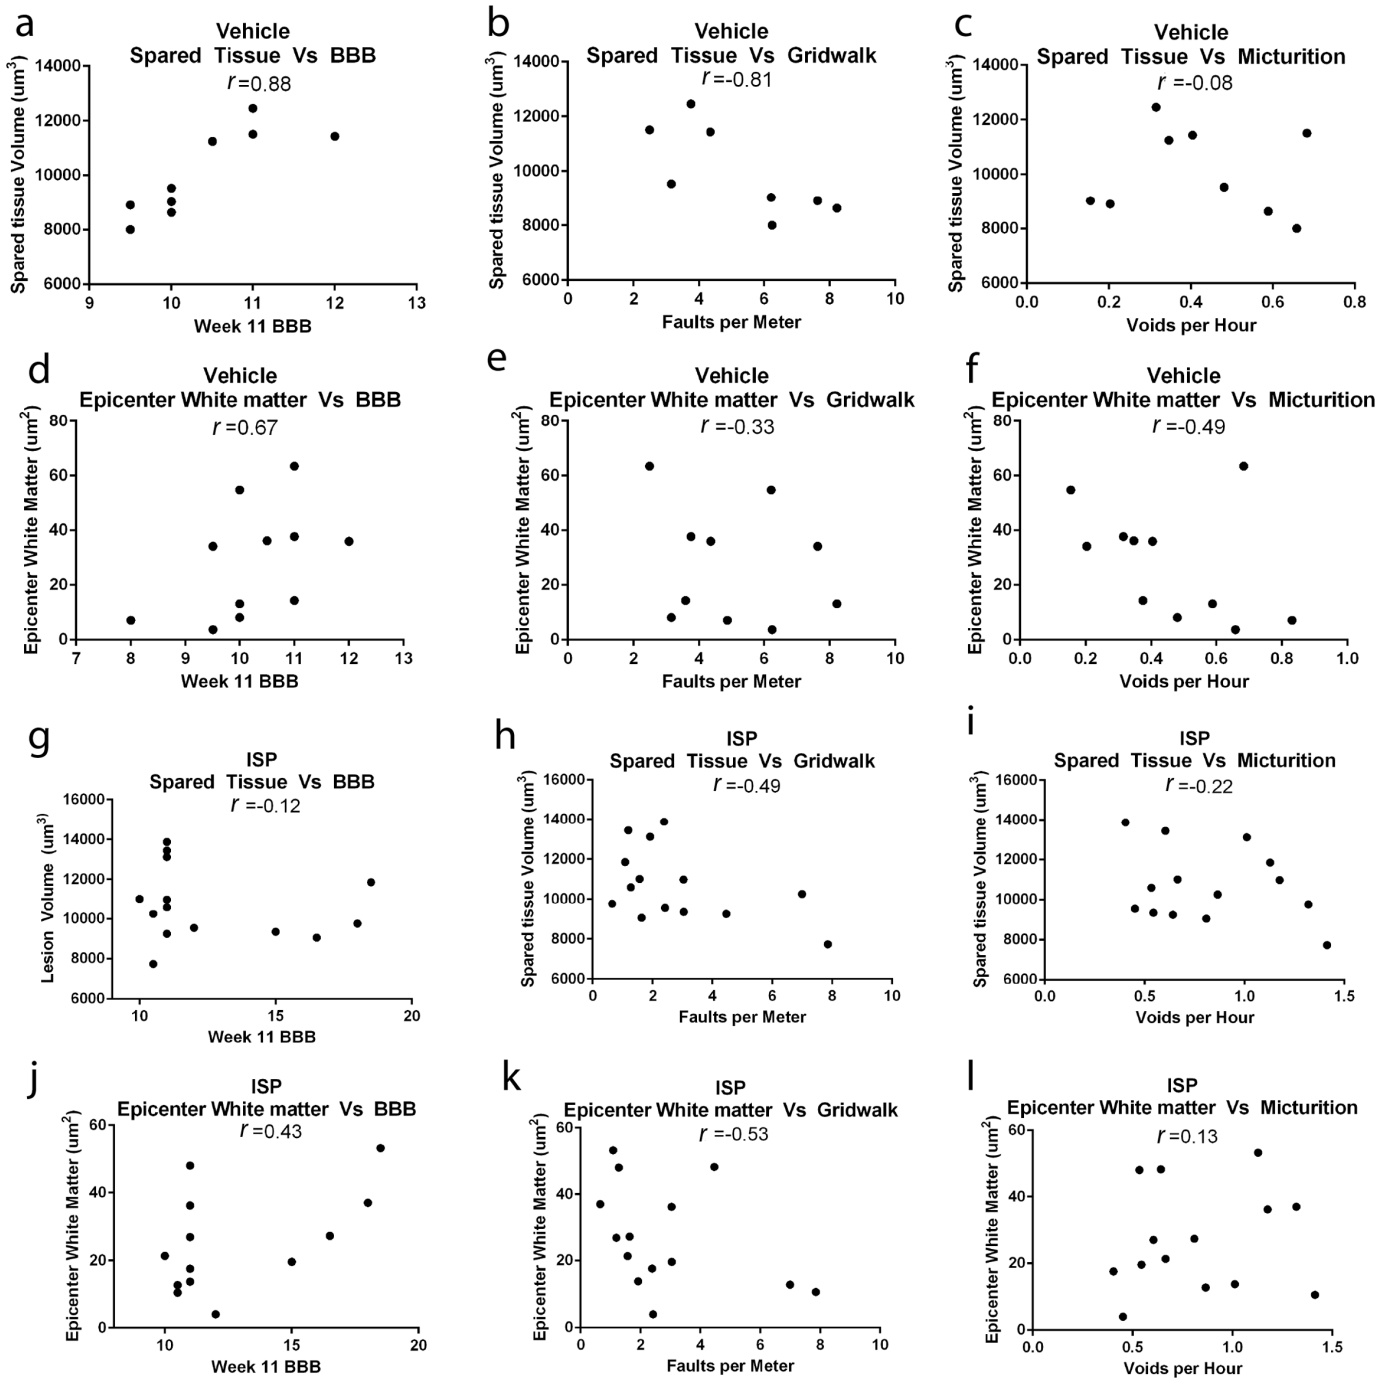 a
Vehicle
Spared Tissue Vs BBB
r=0.88
Spared tissue Volume (um³)
14000
12000
10000
8000
6000
9 10 11 12 13
Week 11 BBB
b
Vehicle
Spared Tissue Vs Gridwalk
r=-0.81
Spared tissue Volume (um³)
14000
12000
10000
8000
6000
0 2 4 6 8 10
Faults per Meter
c
Vehicle
Spared Tissue Vs Micturition
r=-0.08
Spared tissue Volume (um³)
14000
12000
10000
8000
6000
0.0 0.2 0.4 0.6 0.8
Voids per Hour
d
Vehicle
Epicenter White matter Vs BBB
r=0.67
Epicenter White Matter (um²)
80
60
40
20
0
7 8 9 10 11 12 13
Week 11 BBB
e
Vehicle
Epicenter White matter Vs Gridwalk
r=-0.33
Epicenter White Matter (um²)
80
60
40
20
0
0 2 4 6 8 10
Faults per Meter
f
Vehicle
Epicenter White matter Vs Micturition
r=-0.49
Epicenter White Matter (um²)
80
60
40
20
0
0.0 0.2 0.4 0.6 0.8 1.0
Voids per Hour
g
ISP
Spared Tissue Vs BBB
r=-0.12
Lesion Volume (um³)
16000
14000
12000
10000
8000
6000
10 15 20
Week 11 BBB
h
ISP
Spared Tissue Vs Gridwalk
r=-0.49
Spared tissue Volume (um³)
16000
14000
12000
10000
8000
6000
0 2 4 6 8 10
Faults per Meter
i
ISP
Spared Tissue Vs Micturition
r=-0.22
Spared tissue Volume (um³)
16000
14000
12000
10000
8000
6000
0.0 0.5 1.0 1.5
Voids per Hour
j
ISP
Epicenter White matter Vs BBB
r=0.43
Epicenter White Matter (um²)
60
40
20
0
10 15 20
Week 11 BBB
k
ISP
Epicenter White matter Vs Gridwalk
r=-0.53
Epicenter White Matter (um²)
60
40
20
0
0 2 4 6 8 10
Faults per Meter
l
ISP
Epicenter White matter Vs Micturition
r=0.13
Epicenter White Matter (um²)
60
40
20
0
0.0 0.5 1.0 1.5
Voids per Hour